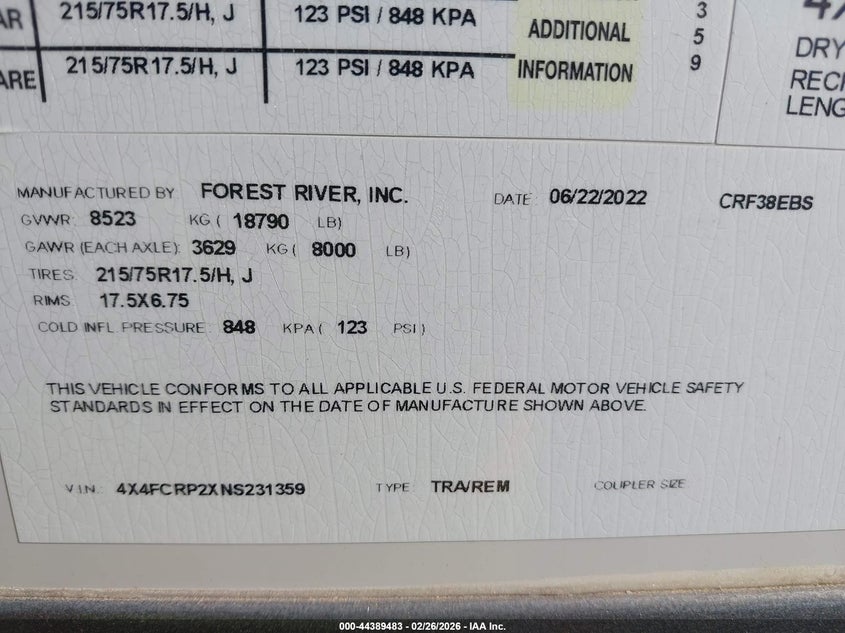 AR 215/75R17.5/H, J 123 PSI / 848 KPA ADDITIONAL 3
5
ARE 215/75R17.5/H, J 123 PSI / 848 KPA INFORMATION 9
DRY
RECI
LENG
MANUFACTURED BY FOREST RIVER, INC. DATE: 06/22/2022 CRF38EBS
GVWR: 8523 KG ( 18790 LB)
GAWR (EACH AXLE): 3629 KG ( 8000 LB)
TIRES: 215/75R17.5/H, J
RIMS: 17.5X6.75
COLD INFL. PRESSURE: 848 KPA ( 123 PSI )
THIS VEHICLE CONFORMS TO ALL APPLICABLE U.S. FEDERAL MOTOR VEHICLE SAFETY
STANDARDS IN EFFECT ON THE DATE OF MANUFACTURE SHOWN ABOVE.
V.I.N.: 4X4FCRP2XNS231359 TYPE: TRA/REM COUPLER SIZE:
000-44389483 - 02/26/2026 - IAA Inc.